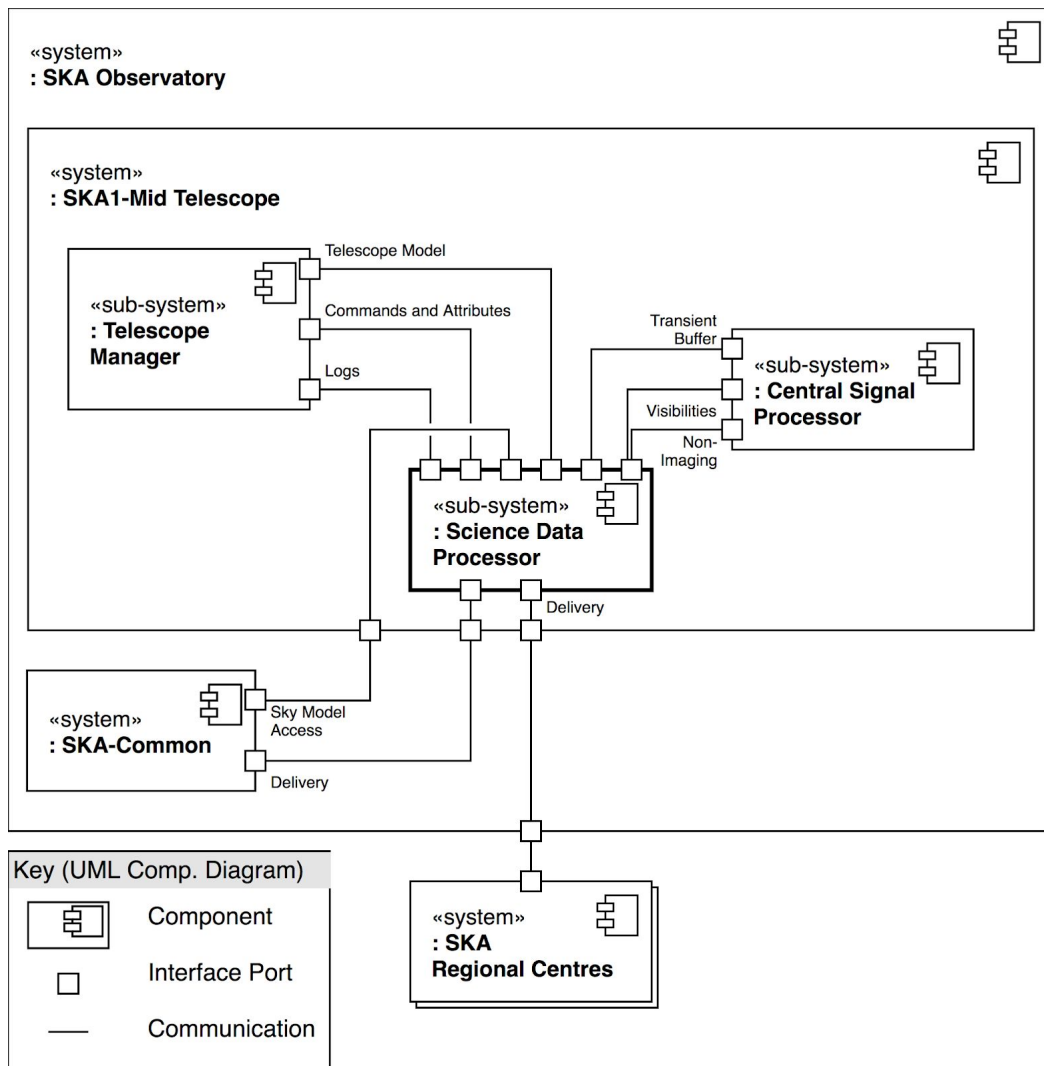 «system»
: SKA Observatory
«system»
: SKA1-Mid Telescope
Telescope Model
«sub-system»
: Telescope
Manager
Commands and Attributes
Logs
Transient
Buffer
«sub-system»
: Central Signal
Processor
Visibilities
Non-
Imaging
«sub-system»
: Science Data
Processor
Delivery
«system»
: SKA-Common
Sky Model
Access
Delivery
Key (UML Comp. Diagram)
Component
Interface Port
Communication
«system»
: SKA
Regional Centres